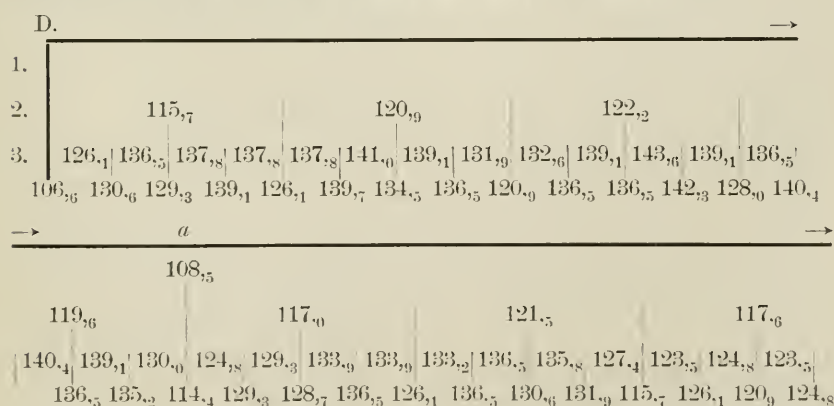 D. →
1.
2. 115,7 120,9 122,2
3. 126,1 136,5 137,8 137,8 137,8 141,0 139,1 131,9 132,6 139,1 143,6 139,1 136,5
106,6 130,6 129,3 139,1 126,1 139,7 134,5 136,5 120,9 136,5 136,5 142,3 128,0 140,4
→ a →
108,5
119,6 117,0 121,5 117,6
140,4 139,1 130,0 124,8 129,3 133,9 133,9 133,2 136,5 135,8 127,4 123,5 124,8 123,5
136,5 135,2 114,4 129,3 128,7 136,5 126,1 136,5 130,6 131,9 115,7 126,1 120,9 124,8